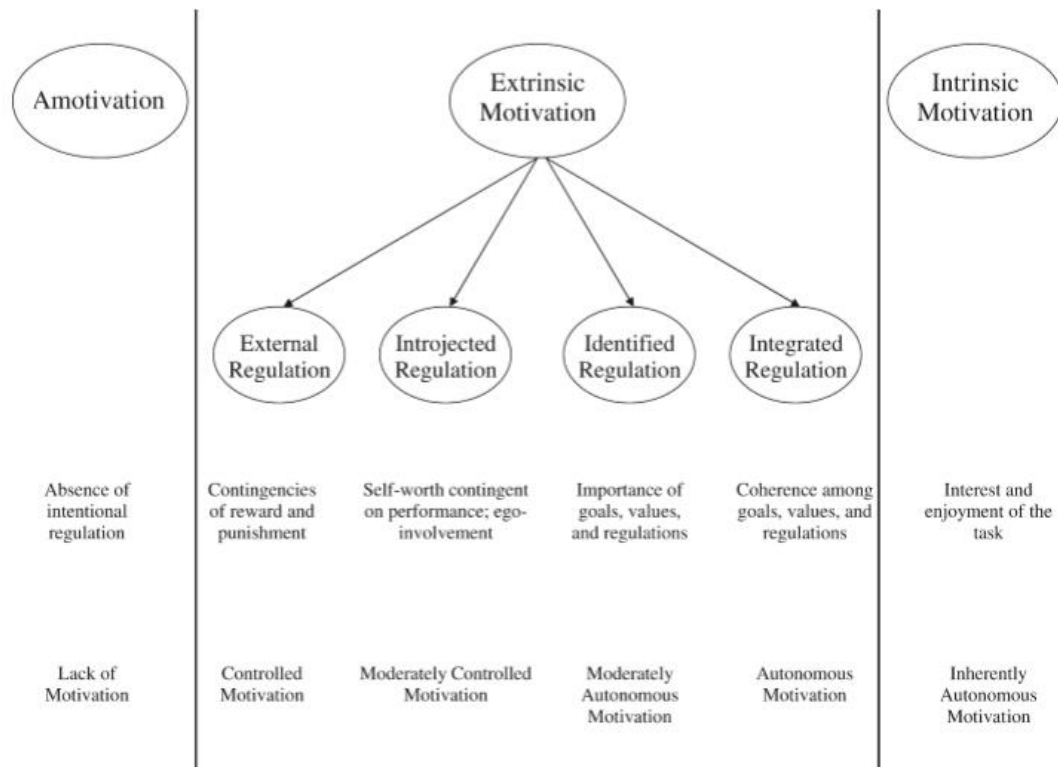 Amotivation
Extrinsic
Motivation
Intrinsic
Motivation
External
Regulation
Introjected
Regulation
Identified
Regulation
Integrated
Regulation
Absence of
intentional
regulation
Contingencies
of reward and
punishment
Self-worth contingent
on performance; ego-
involvement
Importance of
goals, values,
and regulations
Coherence among
goals, values, and
regulations
Interest and
enjoyment of the
task
Lack of
Motivation
Controlled
Motivation
Moderately Controlled
Motivation
Moderately
Autonomous
Motivation
Autonomous
Motivation
Inherently
Autonomous
Motivation